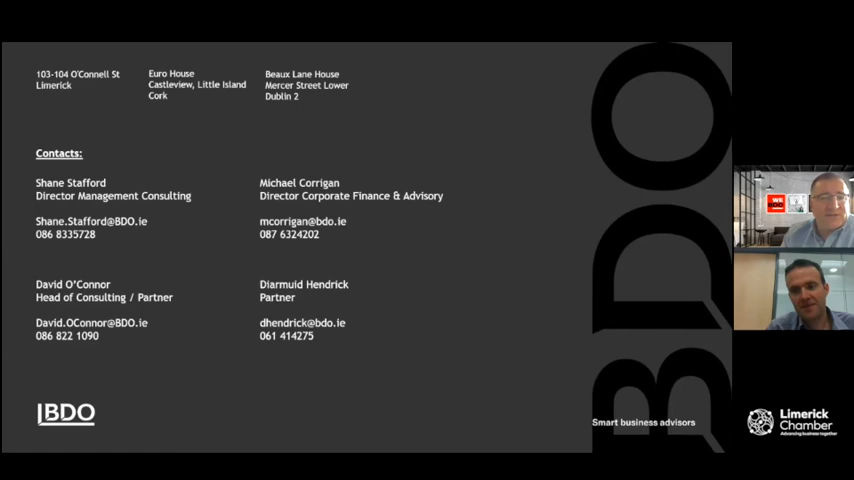 103-104 O'Connell St
Limerick
Euro House
Castleview, Little Island
Cork
Beaux Lane House
Mercer Street Lower
Dublin 2
Contacts:
Shane Stafford
Director Management Consulting
Shane.Stafford@BDO.ie
086 8335728
Michael Corrigan
Director Corporate Finance & Advisory
mcorrigan@bdo.ie
087 6324202
David O'Connor
Head of Consulting / Partner
David.OConnor@BDO.ie
086 822 1090
Diarmuid Hendrick
Partner
dhendrick@bdo.ie
061 414275
BDO
Smart business advisors
BDO
WE
BDO
Limerick
Chamber
Advancing business together